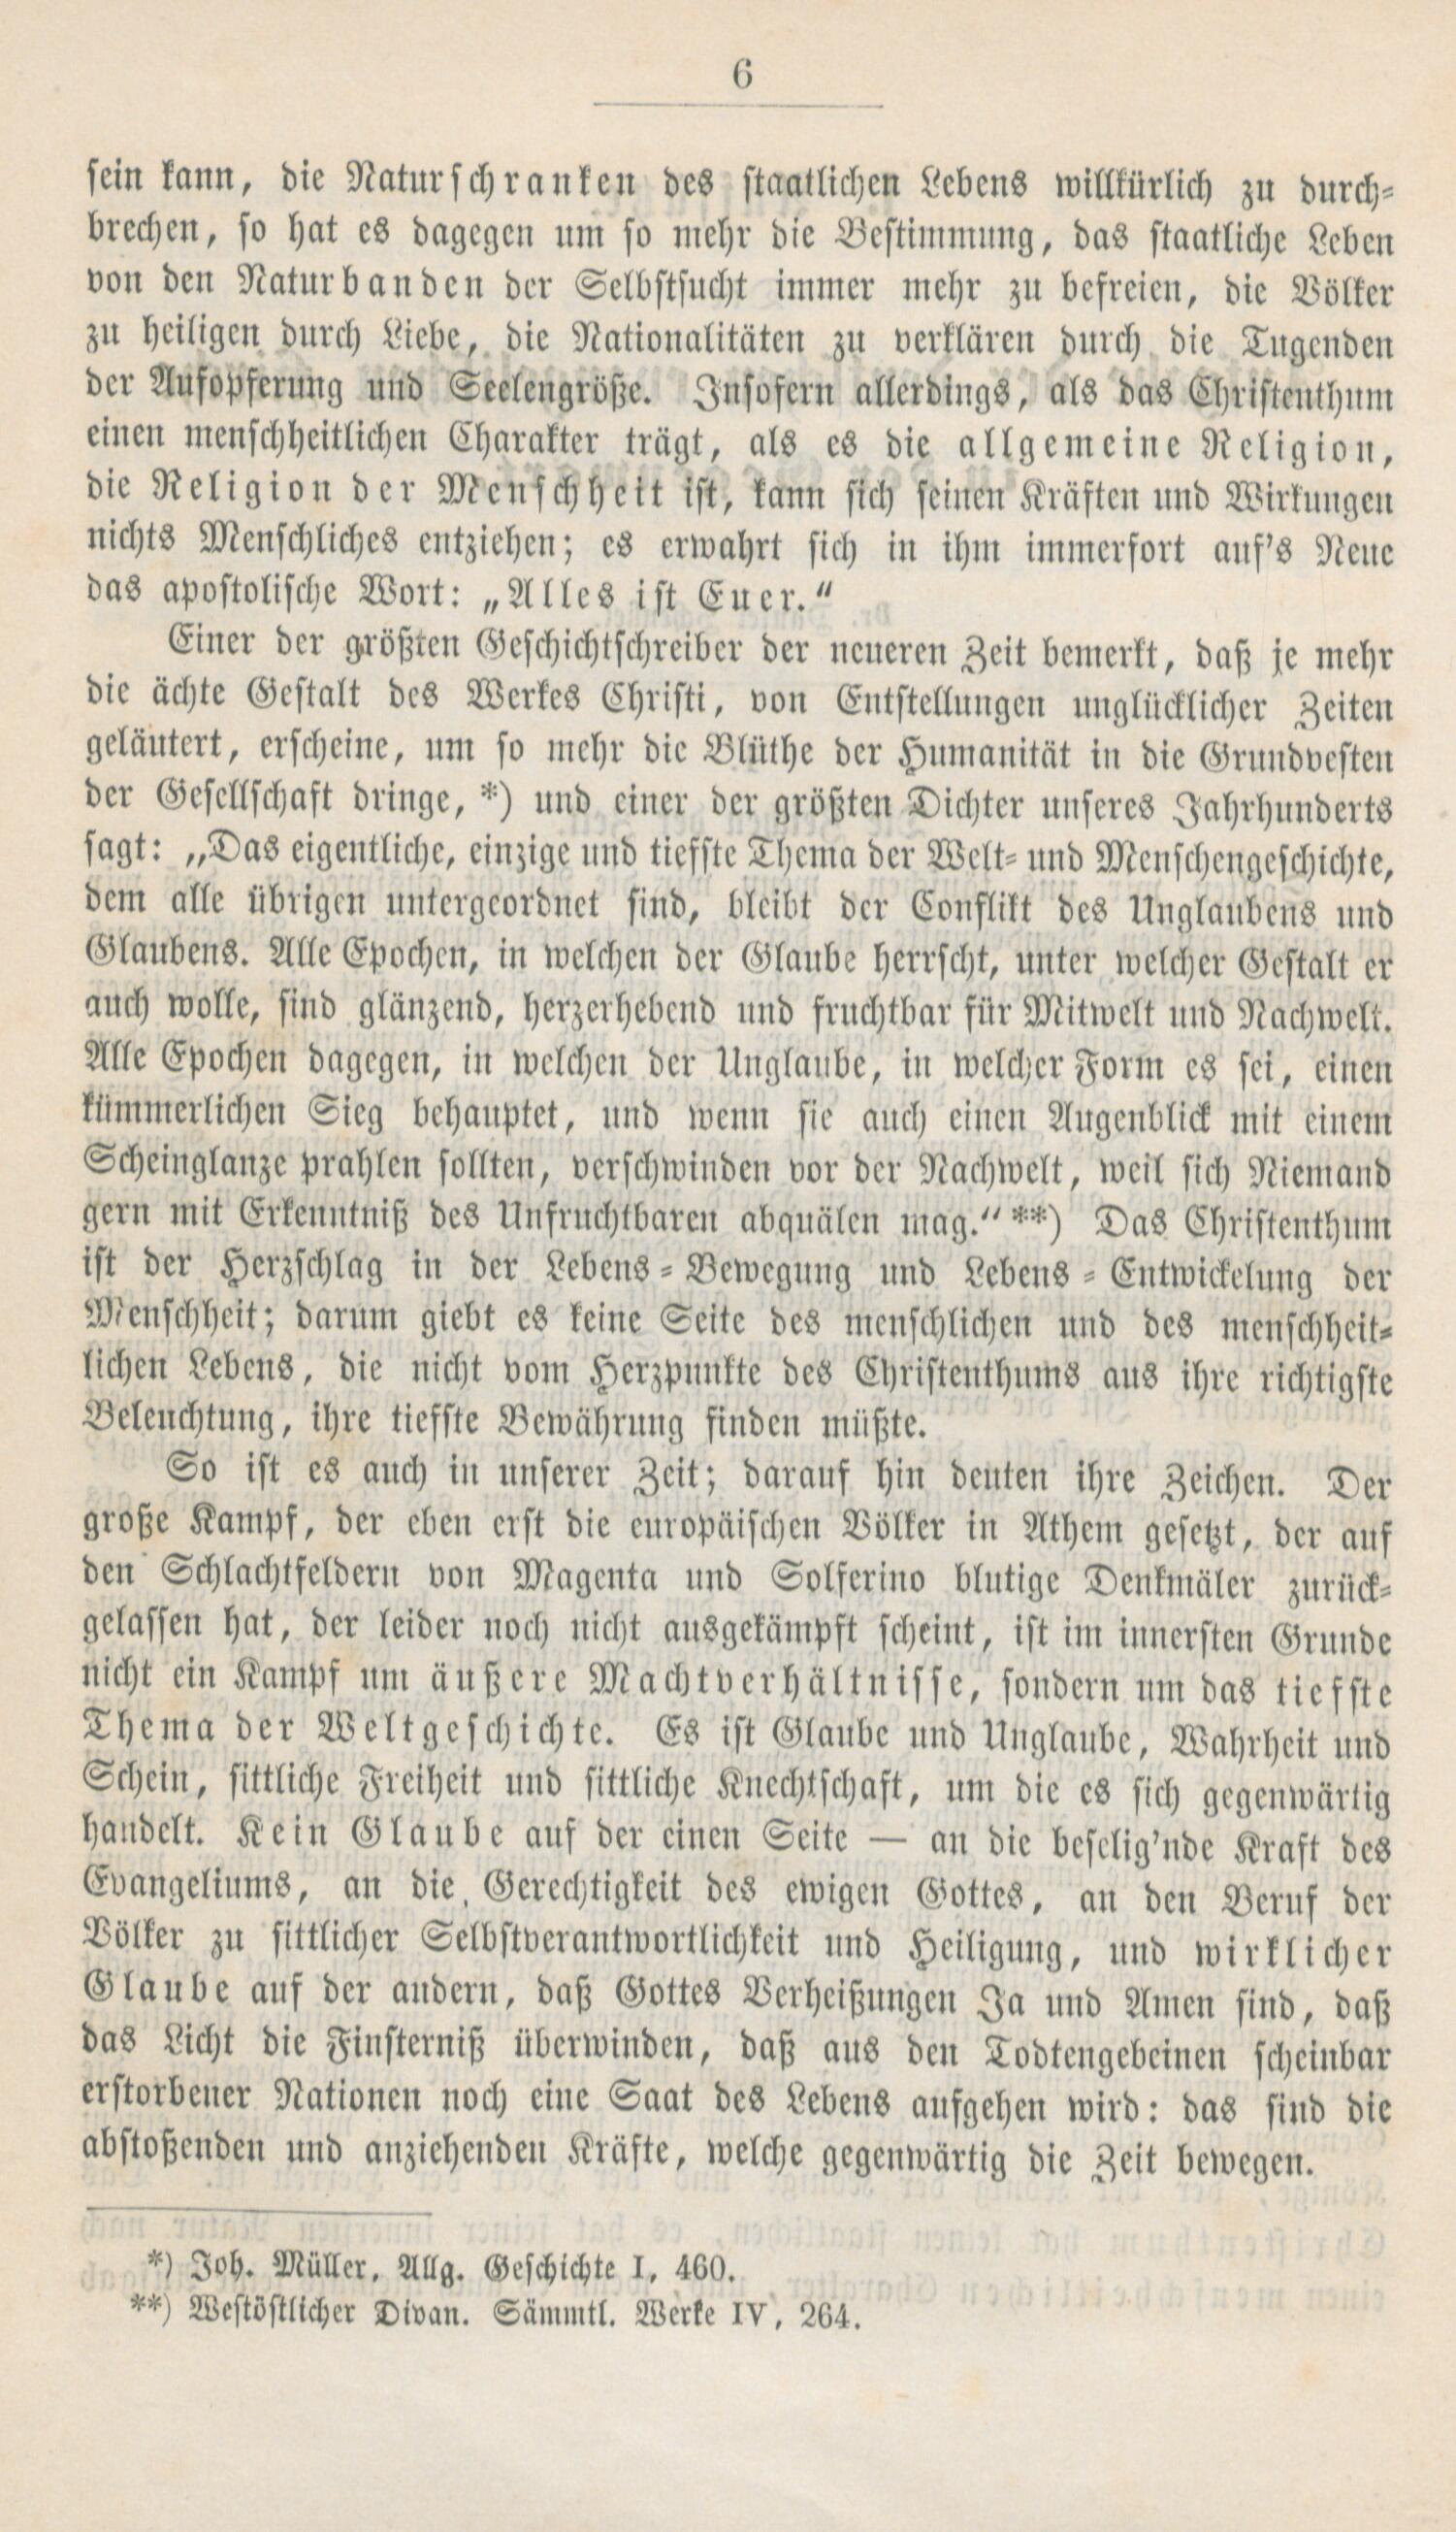 6
sein kann, die Naturschranken des staatlichen Lebens willkürlich zu durch-
brechen, so hat es dagegen um so mehr die Bestimmung, das staatliche Leben
von den Naturbanden der Selbstsucht immer mehr zu befreien, die Völker
zu heiligen durch Liebe, die Nationalitäten zu verklären durch die Tugenden
der Aufopferung und Seelengröße. Insofern allerdings, als das Christenthum
einen menschheitlichen Charakter trägt, als es die allgemeine Religion,
die Religion der Menschheit ist, kann sich seinen Kräften und Wirkungen
nichts Menschliches entziehen; es erwahrt sich in ihm immerfort auf's Neue
das apostolische Wort: „Alles ist Euer."
Einer der größten Geschichtschreiber der neueren Zeit bemerkt, daß je mehr
die ächte Gestalt des Werkes Christi, von Entstellungen unglücklicher Zeiten
geläutert, erscheine, um so mehr die Blüthe der Humanität in die Grundvesten
der Gesellschaft dringe, *) und einer der größten Dichter unseres Jahrhunderts
sagt: „Das eigentliche, einzige und tiefste Thema der Welt- und Menschengeschichte,
dem alle übrigen untergeordnet sind, bleibt der Conflikt des Unglaubens und
Glaubens. Alle Epochen, in welchen der Glaube herrscht, unter welcher Gestalt er
auch wolle, sind glänzend, herzerhebend und fruchtbar für Mitwelt und Nachwelt.
Alle Epochen dagegen, in welchen der Unglaube, in welcher Form es sei, einen
kümmerlichen Sieg behauptet, und wenn sie auch einen Augenblick mit einem
Scheinglanze prahlen sollten, verschwinden vor der Nachwelt, weil sich Niemand
gern mit Erkenntniß des Unfruchtbaren abquälen mag." **) Das Christenthum
ist der Herzschlag in der Lebens-Bewegung und Lebens-Entwickelung der
Menschheit; darum giebt es keine Seite des menschlichen und des menschheit-
lichen Lebens, die nicht vom Herzpunkte des Christenthums aus ihre richtigste
Beleuchtung, ihre tiefste Bewährung finden müßte.
So ist es auch in unserer Zeit; darauf hin deuten ihre Zeichen. Der
große Kampf, der eben erst die europäischen Völker in Athem gesetzt, der auf
den Schlachtfeldern von Magenta und Solferino blutige Denkmäler zurück-
gelassen hat, der leider noch nicht ausgekämpft scheint, ist im innersten Grunde
nicht ein Kampf um äußere Machtverhältnisse, sondern um das tiefste
Thema der Weltgeschichte. Es ist Glaube und Unglaube, Wahrheit und
Schein, sittliche Freiheit und sittliche Knechtschaft, um die es sich gegenwärtig
handelt. Kein Glaube auf der einen Seite — an die beselig'nde Kraft des
Evangeliums, an die Gerechtigkeit des ewigen Gottes, an den Beruf der
Völker zu sittlicher Selbstverantwortlichkeit und Heiligung, und wirklicher
Glaube auf der andern, daß Gottes Verheißungen Ja und Amen sind, daß
das Licht die Finsterniß überwinden, daß aus den Todtengebeinen scheinbar
erstorbener Nationen noch eine Saat des Lebens aufgehen wird: das sind die
abstoßenden und anziehenden Kräfte, welche gegenwärtig die Zeit bewegen.
*) Joh. Müller, Allg. Geschichte I, 460.
**) Westöstlicher Divan. Sämmtl. Werke IV, 264.